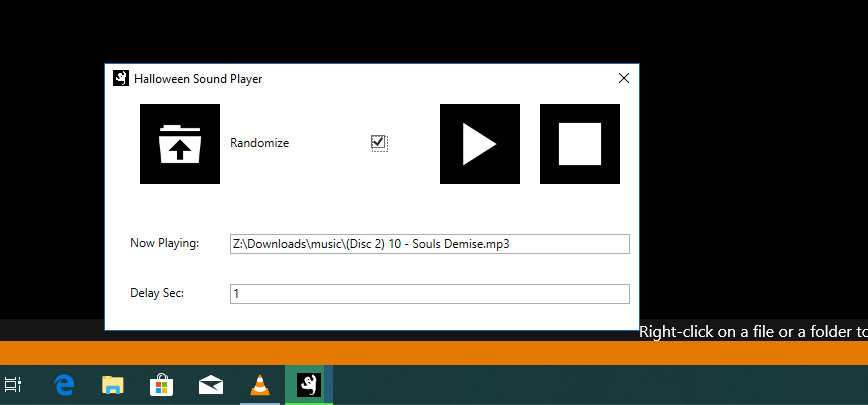 Halloween Sound Player
Randomize
Now Playing:
Z:\Downloads\music\(Disc 2) 10 - Souls Demise.mp3
Delay Sec:
1
Right-click on a file or a folder to